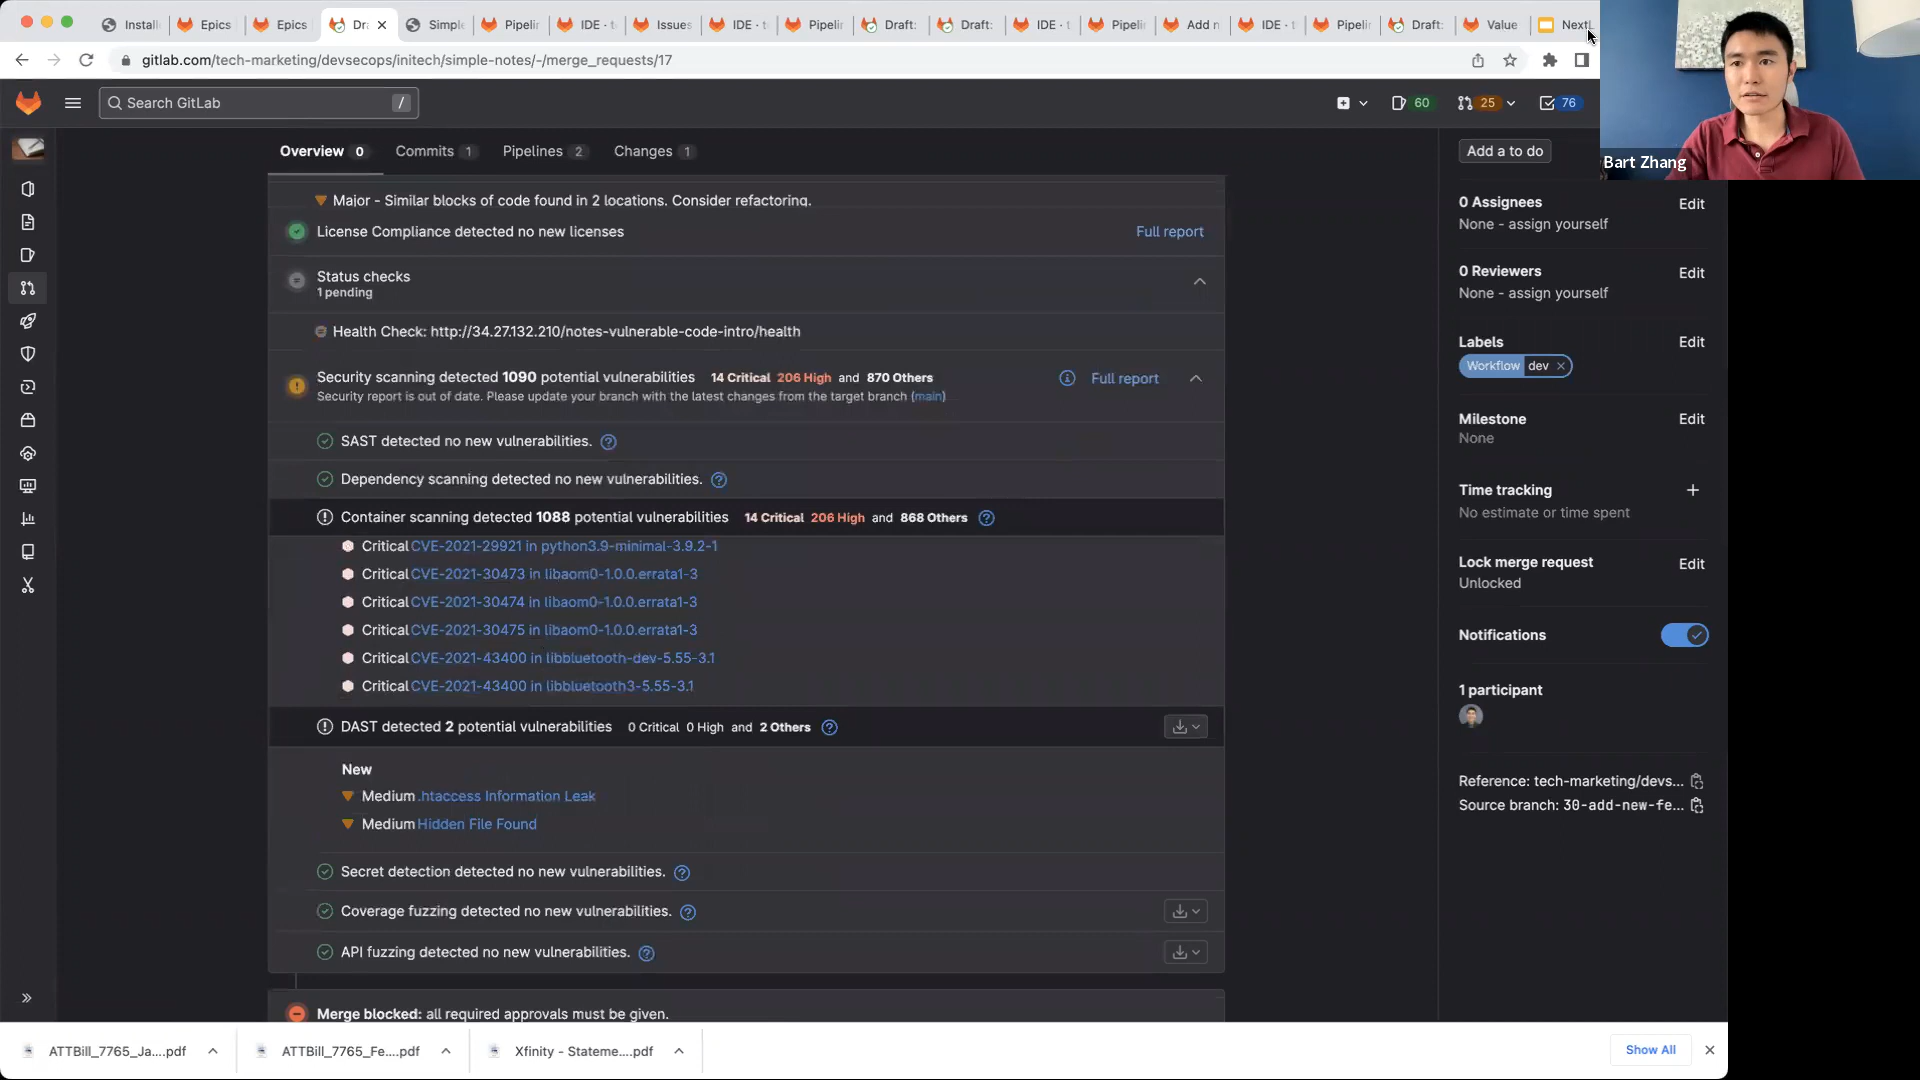 Install
Epics
Epics
Dra
Simple
Pipelin
IDE · t
Issues
IDE · t
Pipelin
Draft:
Draft:
IDE · t
Pipelin
Add n
IDE · t
Pipelin
Draft:
Value
NextL
gitlab.com/tech-marketing/devsecops/initech/simple-notes/-/merge_requests/17
Search GitLab /
60
25
76
Bart Zhang
Overview 0
Commits 1
Pipelines 2
Changes 1
Add a to do
Major - Similar blocks of code found in 2 locations. Consider refactoring.
License Compliance detected no new licenses
Full report
Status checks
1 pending
Health Check: http://34.27.132.210/notes-vulnerable-code-intro/health
Security scanning detected 1090 potential vulnerabilities 14 Critical 206 High and 870 Others
Full report
Security report is out of date. Please update your branch with the latest changes from the target branch (main)
SAST detected no new vulnerabilities.
Dependency scanning detected no new vulnerabilities.
Container scanning detected 1088 potential vulnerabilities 14 Critical 206 High and 868 Others
Critical CVE-2021-29921 in python3.9-minimal-3.9.2-1
Critical CVE-2021-30473 in libaom0-1.0.0.errata1-3
Critical CVE-2021-30474 in libaom0-1.0.0.errata1-3
Critical CVE-2021-30475 in libaom0-1.0.0.errata1-3
Critical CVE-2021-43400 in libbluetooth-dev-5.55-3.1
Critical CVE-2021-43400 in libbluetooth3-5.55-3.1
DAST detected 2 potential vulnerabilities 0 Critical 0 High and 2 Others
New
Medium .htaccess Information Leak
Medium Hidden File Found
Secret detection detected no new vulnerabilities.
Coverage fuzzing detected no new vulnerabilities.
API fuzzing detected no new vulnerabilities.
Merge blocked: all required approvals must be given.
0 Assignees
Edit
None - assign yourself
0 Reviewers
Edit
None - assign yourself
Labels
Edit
Workflow dev
Milestone
Edit
None
Time tracking
No estimate or time spent
Lock merge request
Edit
Unlocked
Notifications
1 participant
Reference: tech-marketing/devs...
Source branch: 30-add-new-fe...
ATTBill_7765_Ja....pdf
ATTBill_7765_Fe....pdf
Xfinity - Stateme....pdf
Show All